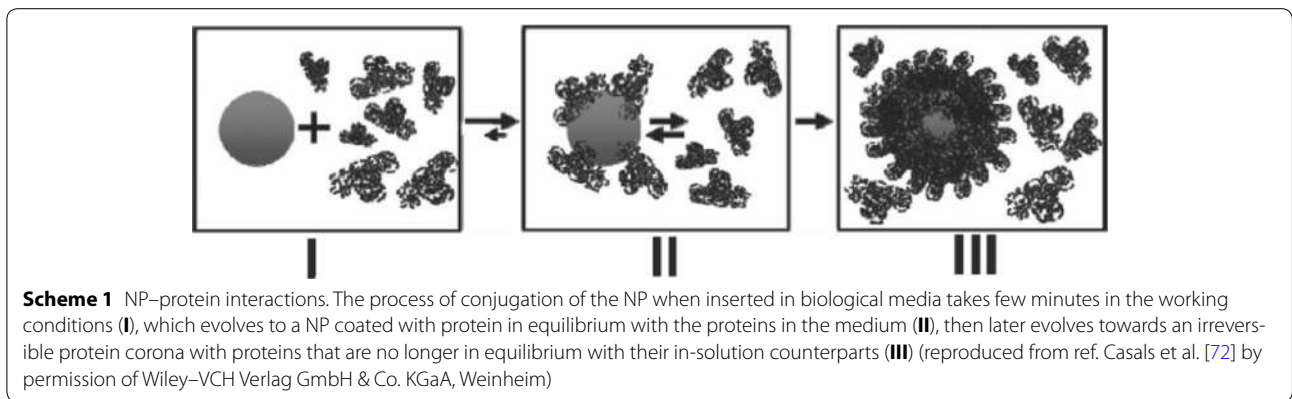 +
I
II
III
Scheme 1 NP–protein interactions. The process of conjugation of the NP when inserted in biological media takes few minutes in the working
conditions (I), which evolves to a NP coated with protein in equilibrium with the proteins in the medium (II), then later evolves towards an irrevers-
ible protein corona with proteins that are no longer in equilibrium with their in-solution counterparts (III) (reproduced from ref. Casals et al. [72] by
permission of Wiley–VCH Verlag GmbH & Co. KGaA, Weinheim)